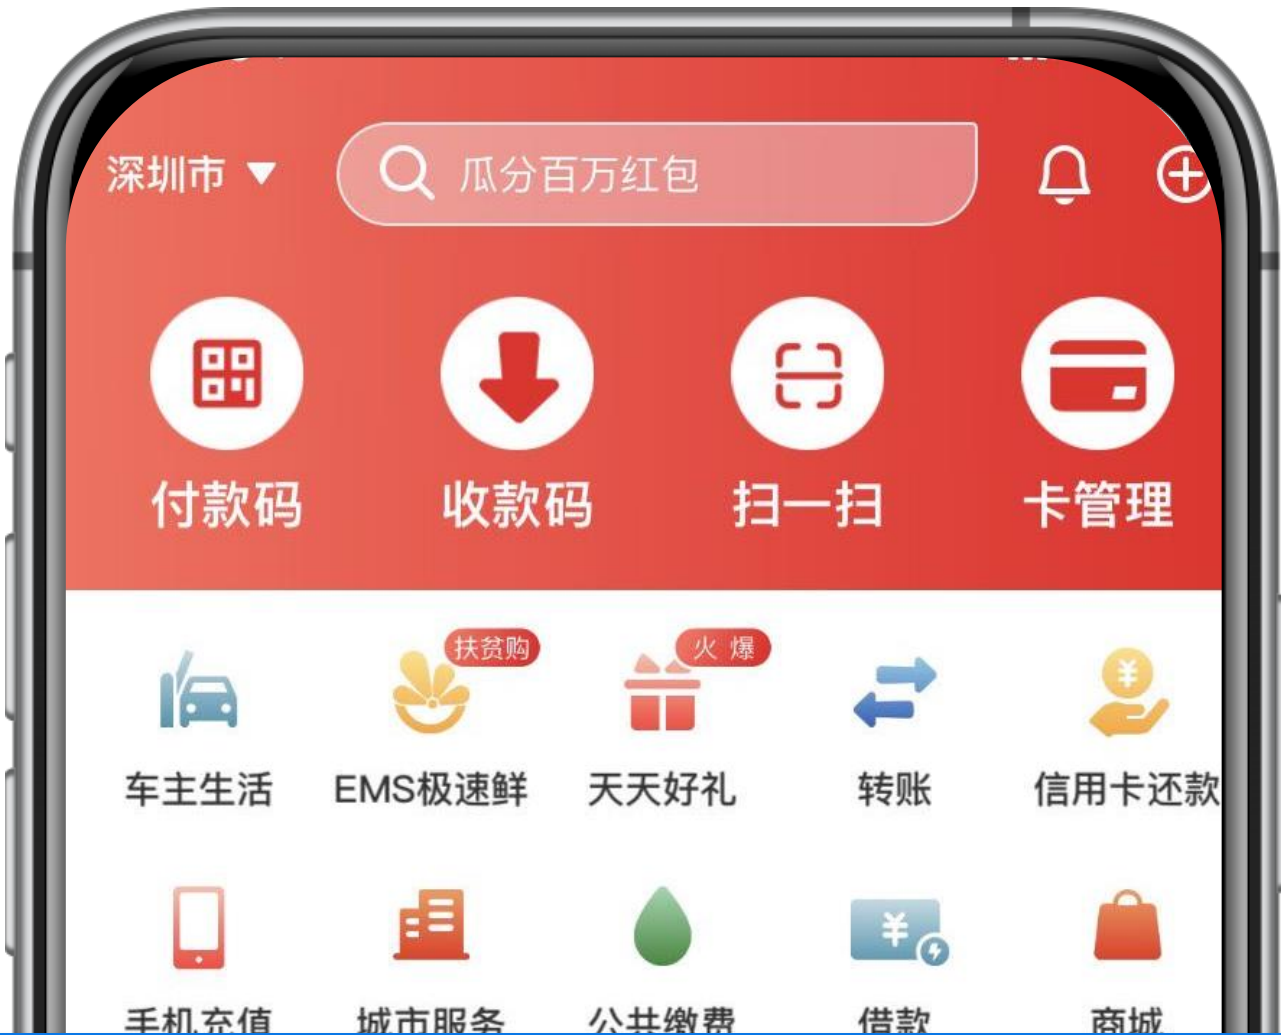 深圳市 瓜分百万红包
付款码 收款码 扫一扫 卡管理
扶贫购 火爆
车主生活 EMS极速鲜 天天好礼 转账 信用卡还款
手机充值 城市服务 公共缴费 借款 商城